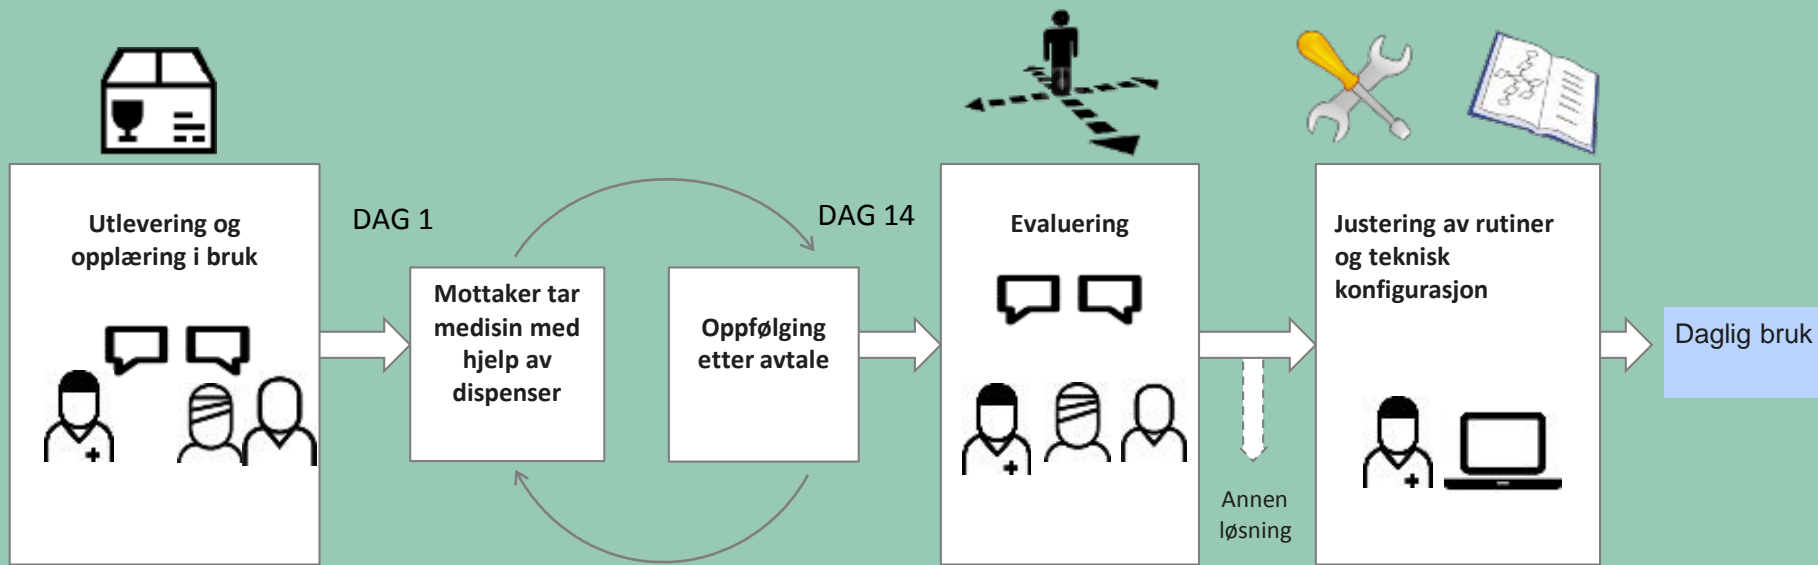 Utlevering og
opplæring i bruk
DAG 1
Mottaker tar
medisin med
hjelp av
dispenser
DAG 14
Oppfølging
etter avtale
Evaluering
Annen
løsning
Justering av rutiner
og teknisk
konfigurasjon
Daglig bruk